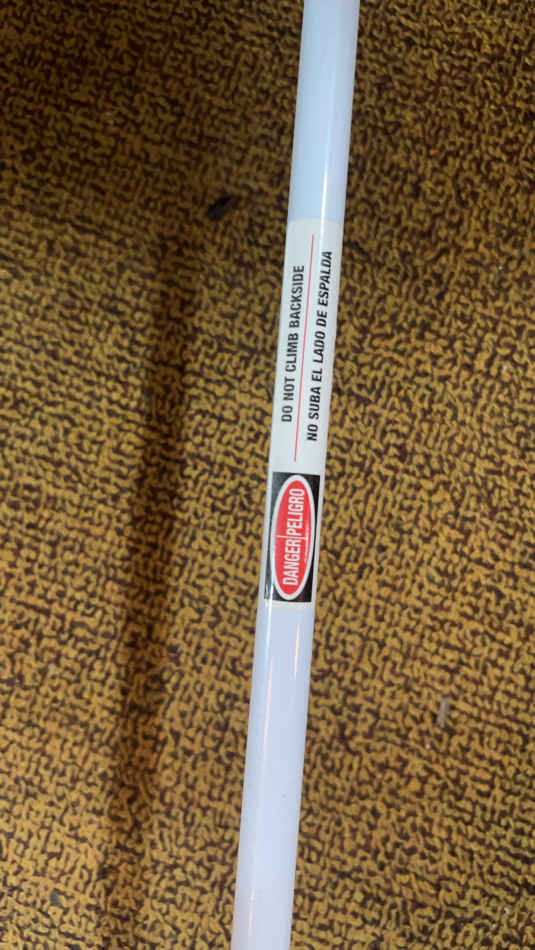 DANGER PELIGRO
DO NOT CLIMB BACKSIDE
NO SUBA EL LADO DE ESPALDA